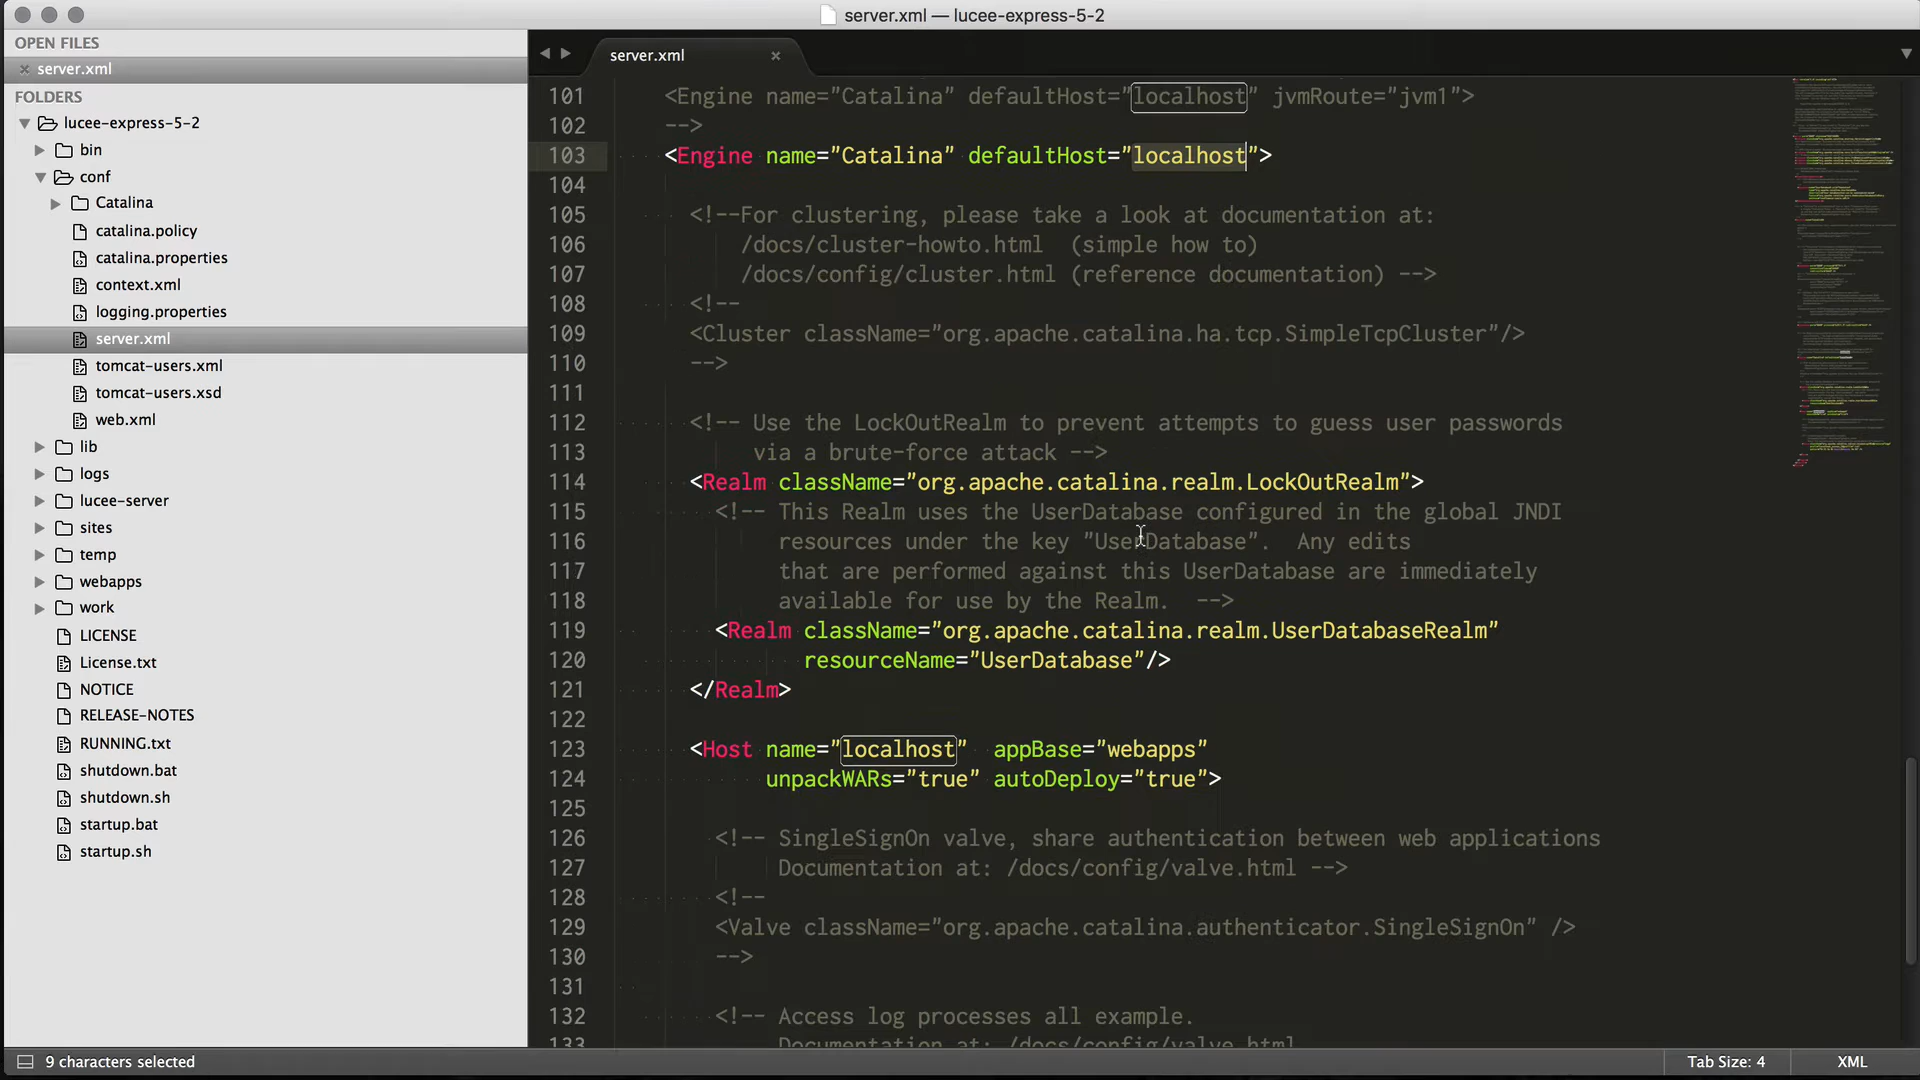 server.xml — lucee-express-5-2
OPEN FILES
server.xml
FOLDERS
lucee-express-5-2
bin
conf
Catalina
catalina.policy
catalina.properties
context.xml
logging.properties
server.xml
tomcat-users.xml
tomcat-users.xsd
web.xml
lib
logs
lucee-server
sites
temp
webapps
work
LICENSE
License.txt
NOTICE
RELEASE-NOTES
RUNNING.txt
shutdown.bat
shutdown.sh
startup.bat
startup.sh
server.xml
101 <Engine name="Catalina" defaultHost="localhost" jvmRoute="jvm1">
102 -->
103 <Engine name="Catalina" defaultHost="localhost">
104
105 <!--For clustering, please take a look at documentation at:
106 /docs/cluster-howto.html (simple how to)
107 /docs/config/cluster.html (reference documentation) -->
108 <!--
109 <Cluster className="org.apache.catalina.ha.tcp.SimpleTcpCluster"/>
110 -->
111
112 <!-- Use the LockOutRealm to prevent attempts to guess user passwords
113 via a brute-force attack -->
114 <Realm className="org.apache.catalina.realm.LockOutRealm">
115 <!-- This Realm uses the UserDatabase configured in the global JNDI
116 resources under the key "UserDatabase". Any edits
117 that are performed against this UserDatabase are immediately
118 available for use by the Realm. -->
119 <Realm className="org.apache.catalina.realm.UserDatabaseRealm"
120 resourceName="UserDatabase"/>
121 </Realm>
122
123 <Host name="localhost" appBase="webapps"
124 unpackWARs="true" autoDeploy="true">
125
126 <!-- SingleSignOn valve, share authentication between web applications
127 Documentation at: /docs/config/valve.html -->
128 <!--
129 <Valve className="org.apache.catalina.authenticator.SingleSignOn" />
130 -->
131
132 <!-- Access log processes all example.
133 Documentation at: /docs/config/valve.html
9 characters selected
Tab Size: 4
XML